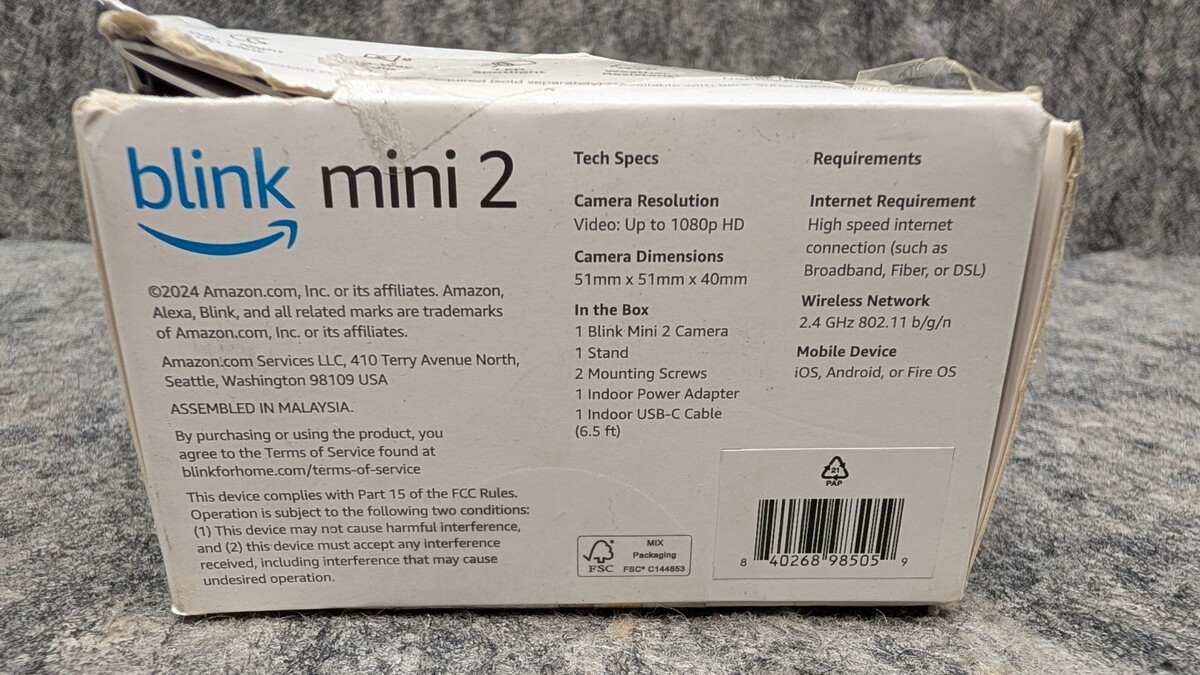 Spotlight
Resistance
required (sold separately)
blink mini 2
©2024 Amazon.com, Inc. or its affiliates. Amazon,
Alexa, Blink, and all related marks are trademarks
of Amazon.com, Inc. or its affiliates.
Amazon.com Services LLC, 410 Terry Avenue North,
Seattle, Washington 98109 USA
ASSEMBLED IN MALAYSIA.
By purchasing or using the product, you
agree to the Terms of Service found at
blinkforhome.com/terms-of-service
This device complies with Part 15 of the FCC Rules.
Operation is subject to the following two conditions:
(1) This device may not cause harmful interference,
and (2) this device must accept any interference
received, including interference that may cause
undesired operation.
Tech Specs
Camera Resolution
Video: Up to 1080p HD
Camera Dimensions
51mm x 51mm x 40mm
In the Box
1 Blink Mini 2 Camera
1 Stand
2 Mounting Screws
1 Indoor Power Adapter
1 Indoor USB-C Cable
(6.5 ft)
Requirements
Internet Requirement
High speed internet
connection (such as
Broadband, Fiber, or DSL)
Wireless Network
2.4 GHz 802.11 b/g/n
Mobile Device
iOS, Android, or Fire OS
FSC
MIX
Packaging
FSC® C144853
21
PAP
8 40268 98505 9